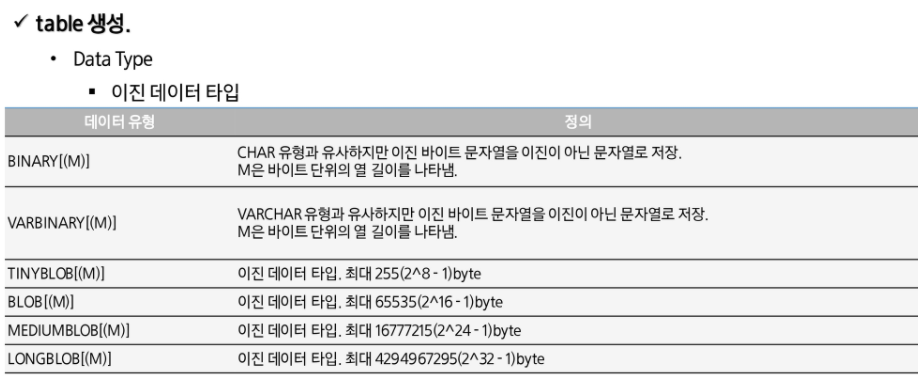 ✓ table 생성.
• Data Type
▪ 이진 데이터 타입
데이터 유형 정의
BINARY[(M)] CHAR 유형과 유사하지만 이진 바이트 문자열을 이진이 아닌 문자열로 저장.
M은 바이트 단위의 열 길이를 나타냄.
VARBINARY[(M)] VARCHAR 유형과 유사하지만 이진 바이트 문자열을 이진이 아닌 문자열로 저장.
M은 바이트 단위의 열 길이를 나타냄.
TINYBLOB[(M)] 이진 데이터 타입. 최대 255(2^8 - 1)byte
BLOB[(M)] 이진 데이터 타입. 최대 65535(2^16 - 1)byte
MEDIUMBLOB[(M)] 이진 데이터 타입. 최대 16777215(2^24 - 1)byte
LONGBLOB[(M)] 이진 데이터 타입. 최대 4294967295(2^32 - 1)byte